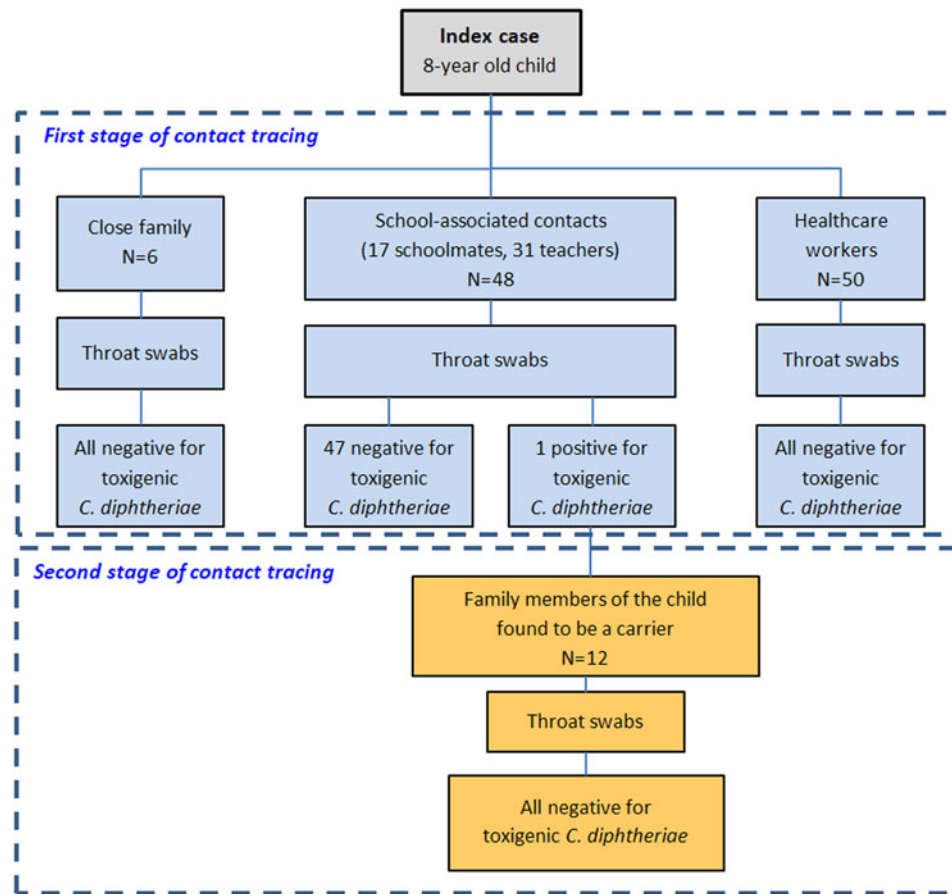 Index case
8-year old child
First stage of contact tracing
Close family
N=6
School-associated contacts
(17 schoolmates, 31 teachers)
N=48
Healthcare
workers
N=50
Throat swabs
Throat swabs
Throat swabs
All negative for
toxigenic
C. diphtheriae
47 negative for
toxigenic
C. diphtheriae
1 positive for
toxigenic
C. diphtheriae
All negative for
toxigenic
C. diphtheriae
Second stage of contact tracing
Family members of the child
found to be a carrier
N=12
Throat swabs
All negative for
toxigenic C. diphtheriae